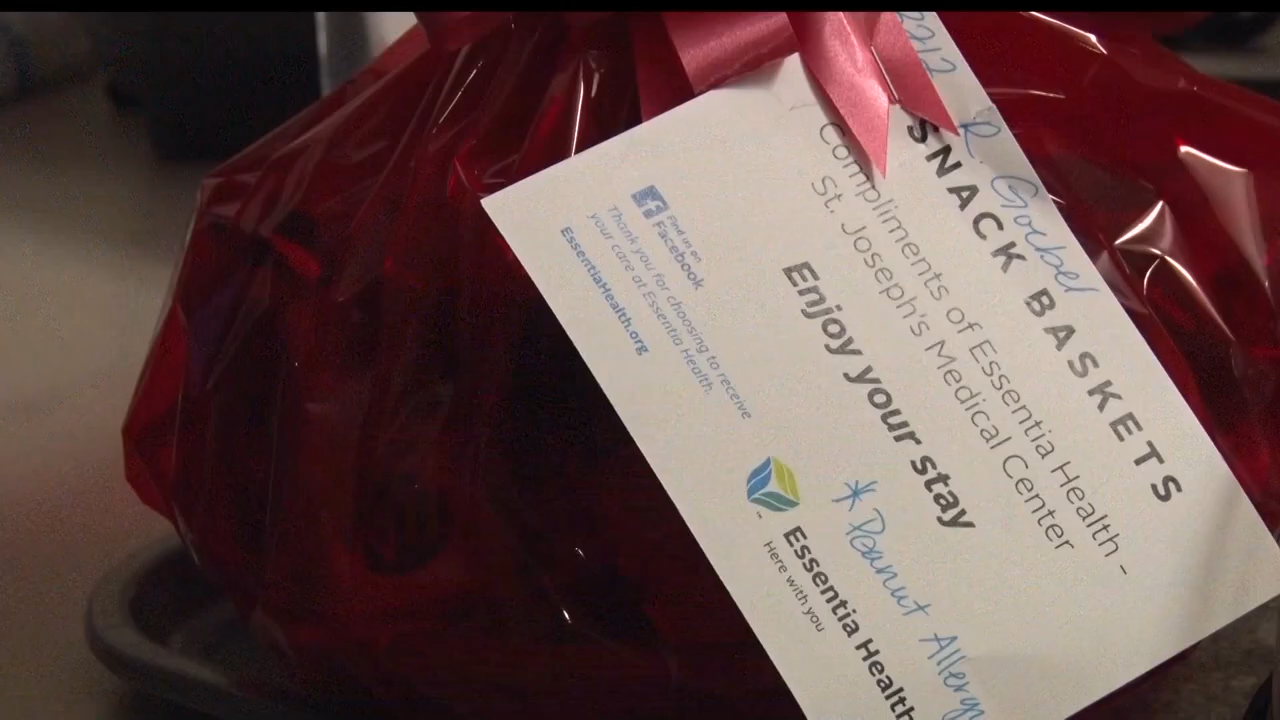 2712 R. Goebel
SNACK BASKETS
Compliments of Essentia Health -
St. Joseph's Medical Center
Enjoy your stay
* Peanut Allergy
Find us on
Facebook
Thank you for choosing to receive
your care at Essentia Health.
EssentiaHealth.org
Essentia Health
Here with you